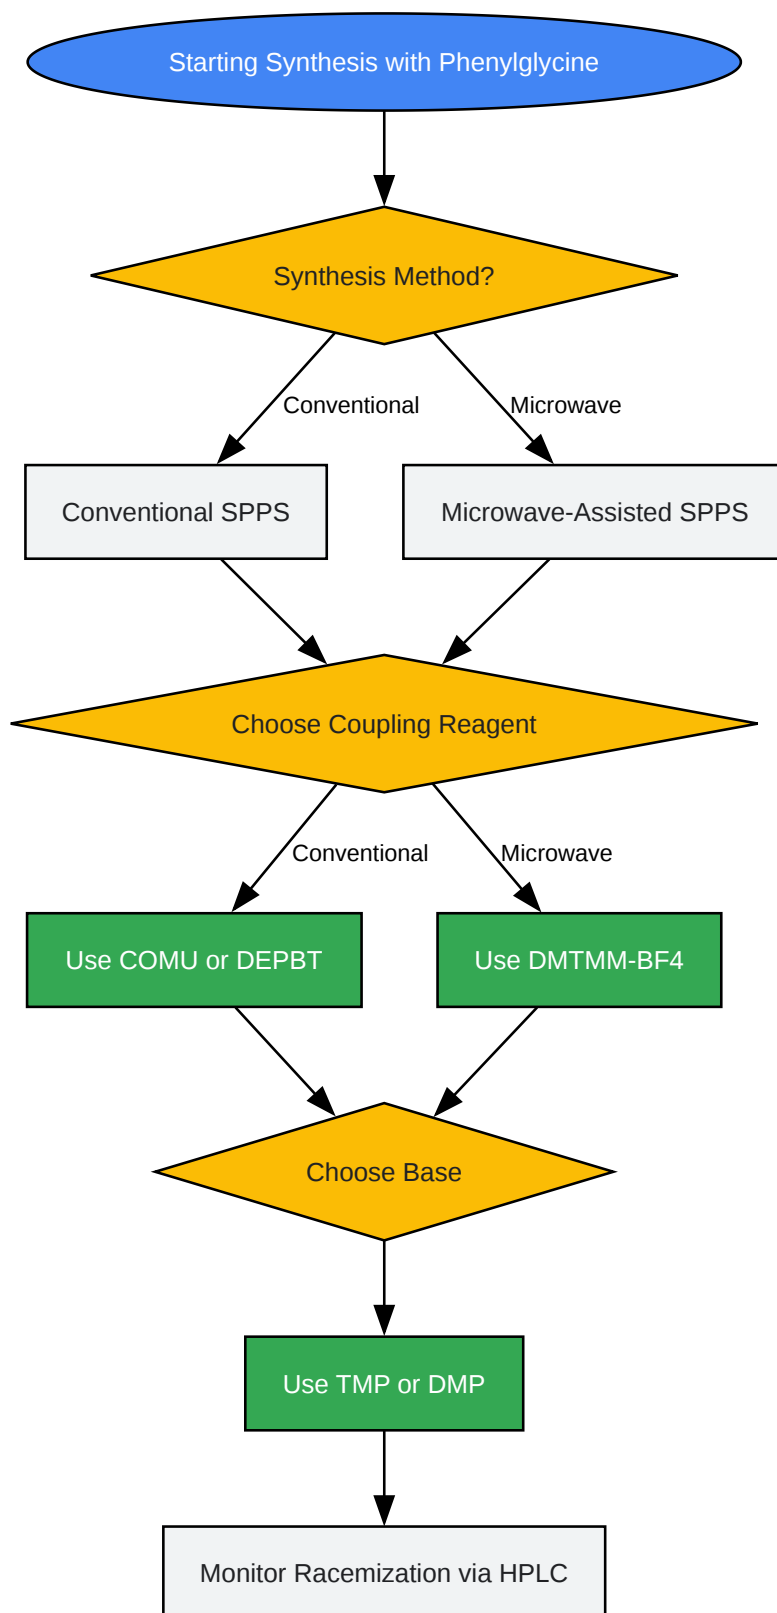 Starting Synthesis with Phenylglycine
Synthesis Method?
Conventional
Microwave
Conventional SPPS
Microwave-Assisted SPPS
Choose Coupling Reagent
Conventional
Microwave
Use COMU or DEPBT
Use DMTMM-BF4
Choose Base
Use TMP or DMP
Monitor Racemization via HPLC